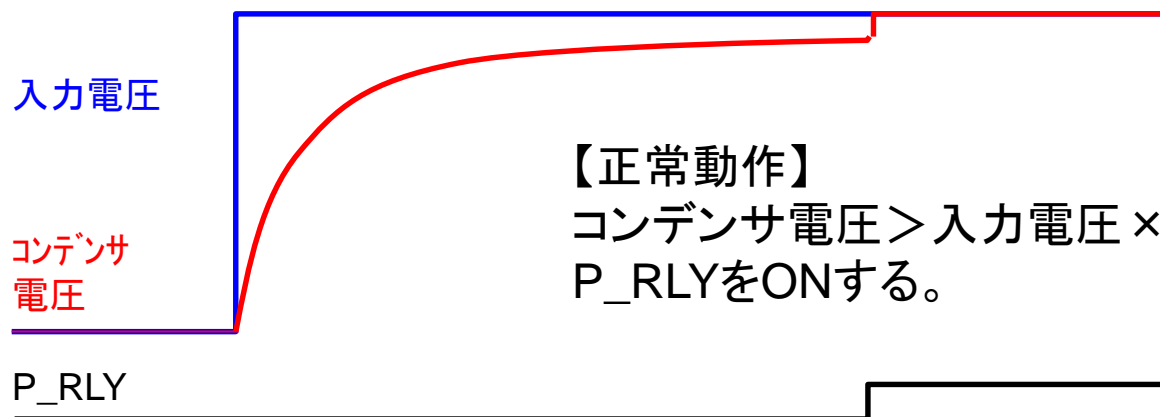 入力電圧
【正常動作】
コンデンサ電圧＞入力電圧×
P_RLYをONする。
ｺﾝﾃﾞﾝｻ
電圧
P_RLY